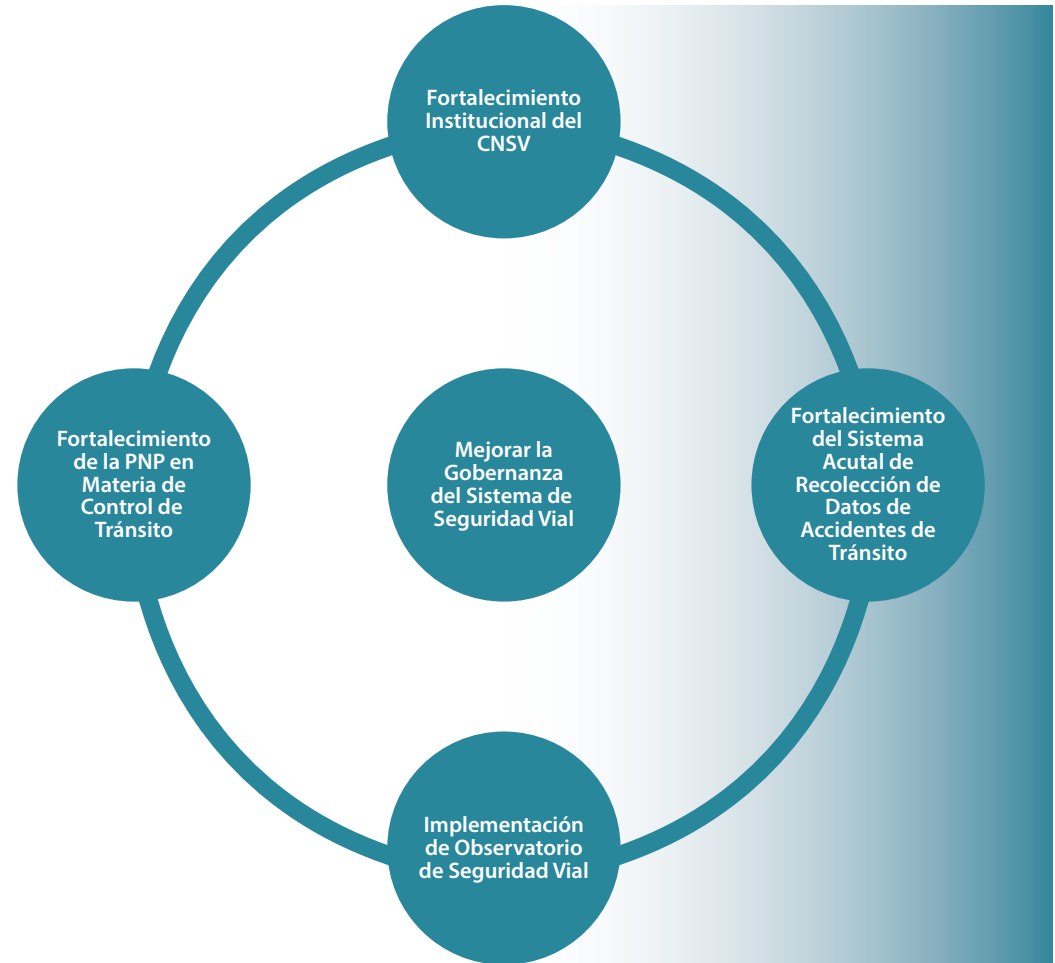 Fortalecimiento
Institucional del
CNSV
Fortalecimiento
de la PNP en
Materia de
Control de
Tránsito
Mejorar la
Gobernanza
del Sistema de
Seguridad Vial
Fortalecimiento
del Sistema
Acutal de
Recolección de
Datos de
Accidentes de
Tránsito
Implementación
de Observatorio
de Seguridad Vial